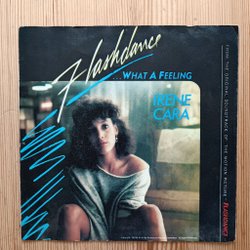 Flashdance
...WHAT A FEELING
IRENE
CARA
FROM THE ORIGINAL SOUNDTRACK OF THE MOTION PICTURE "FLASHDANCE"